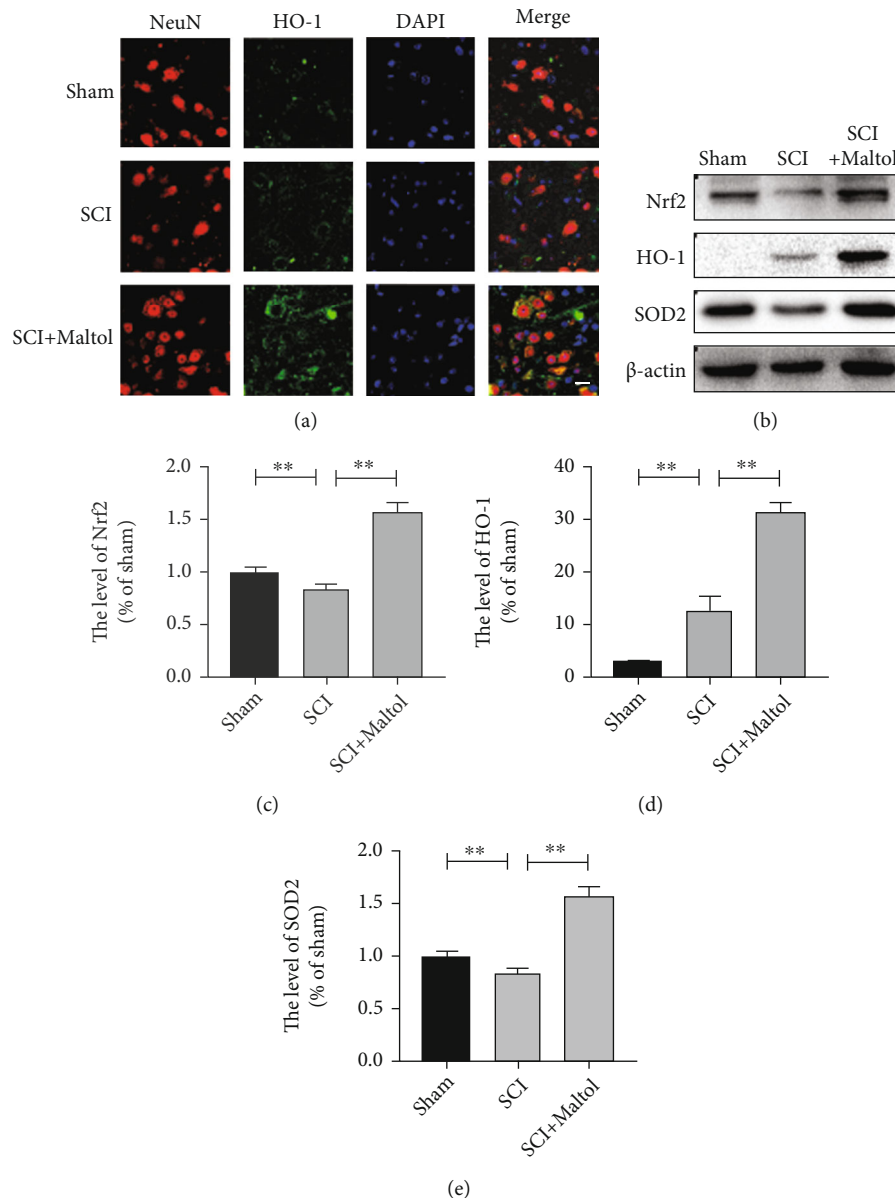 NeuN HO-1 DAPI Merge
Sham
SCI
SCI+Maltol
(a)
Sham SCI SCI
+Maltol
Nrf2
HO-1
SOD2
β-actin
(b)
The level of Nrf2
(% of sham)
2.0
1.5
1.0
0.5
0.0
** **
Sham SCI SCI+Maltol
(c)
The level of HO-1
(% of sham)
40
30
20
10
0
** **
Sham SCI SCI+Maltol
(d)
The level of SOD2
(% of sham)
2.0
1.5
1.0
0.5
0.0
** **
Sham SCI SCI+Maltol
(e)